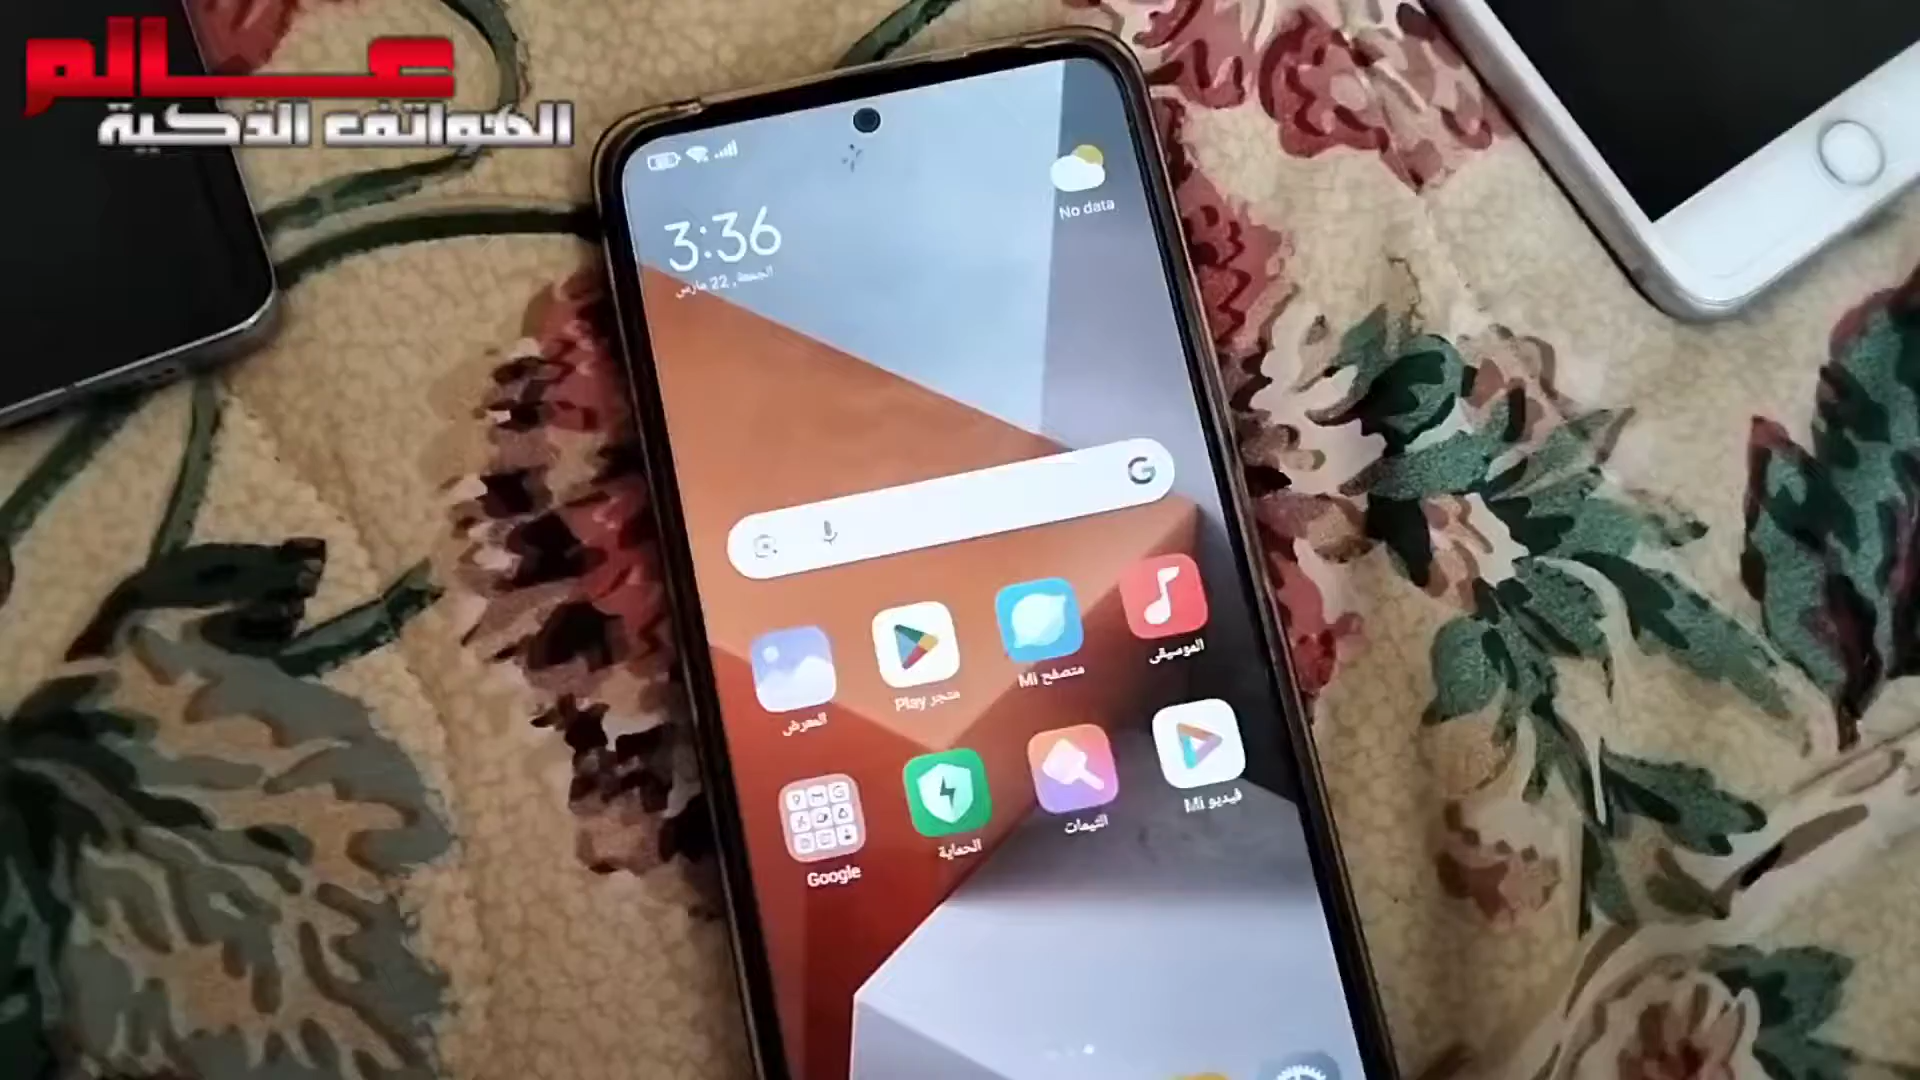 عالم
الهواتف الذكية
3:36
الجمعة, 22 مارس
No data
المعرض
متجر Play
متصفح Mi
الموسيقى
Google
الحماية
الثيمات
فيديو Mi